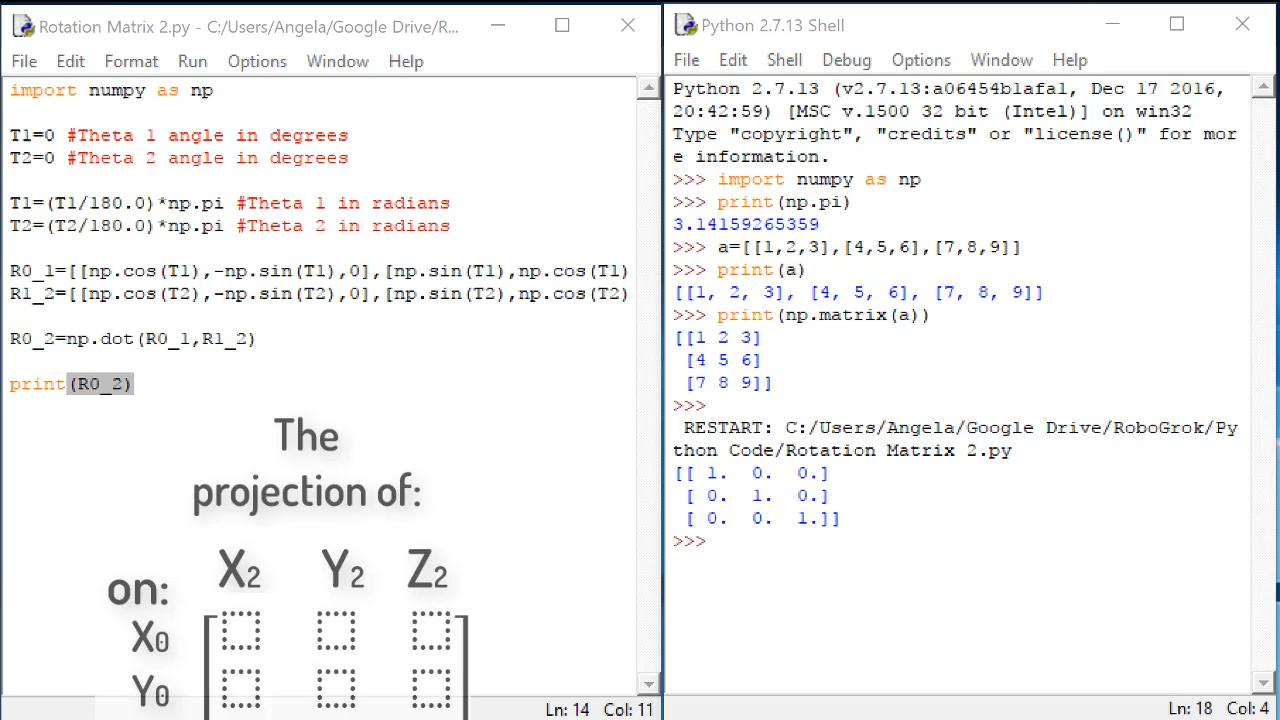 Rotation Matrix 2.py - C:/Users/Angela/Google Drive/R...
File Edit Format Run Options Window Help
import numpy as np
T1=0 #Theta 1 angle in degrees
T2=0 #Theta 2 angle in degrees
T1=(T1/180.0)*np.pi #Theta 1 in radians
T2=(T2/180.0)*np.pi #Theta 2 in radians
R0_1=[[np.cos(T1),-np.sin(T1),0],[np.sin(T1),np.cos(T1)
R1_2=[[np.cos(T2),-np.sin(T2),0],[np.sin(T2),np.cos(T2)
R0_2=np.dot(R0_1,R1_2)
print(R0_2)
The
projection of:
X2 Y2 Z2
on:
X0
Y0
Ln: 14 Col: 11
Python 2.7.13 Shell
File Edit Shell Debug Options Window Help
Python 2.7.13 (v2.7.13:a06454b1afa1, Dec 17 2016,
20:42:59) [MSC v.1500 32 bit (Intel)] on win32
Type "copyright", "credits" or "license()" for mor
e information.
>>> import numpy as np
>>> print(np.pi)
3.14159265359
>>> a=[[1,2,3],[4,5,6],[7,8,9]]
>>> print(a)
[[1, 2, 3], [4, 5, 6], [7, 8, 9]]
>>> print(np.matrix(a))
[[1 2 3]
[4 5 6]
[7 8 9]]
>>>
RESTART: C:/Users/Angela/Google Drive/RoboGrok/Py
thon Code/Rotation Matrix 2.py
[[ 1. 0. 0.]
[ 0. 1. 0.]
[ 0. 0. 1.]]
>>>
Ln: 18 Col: 4